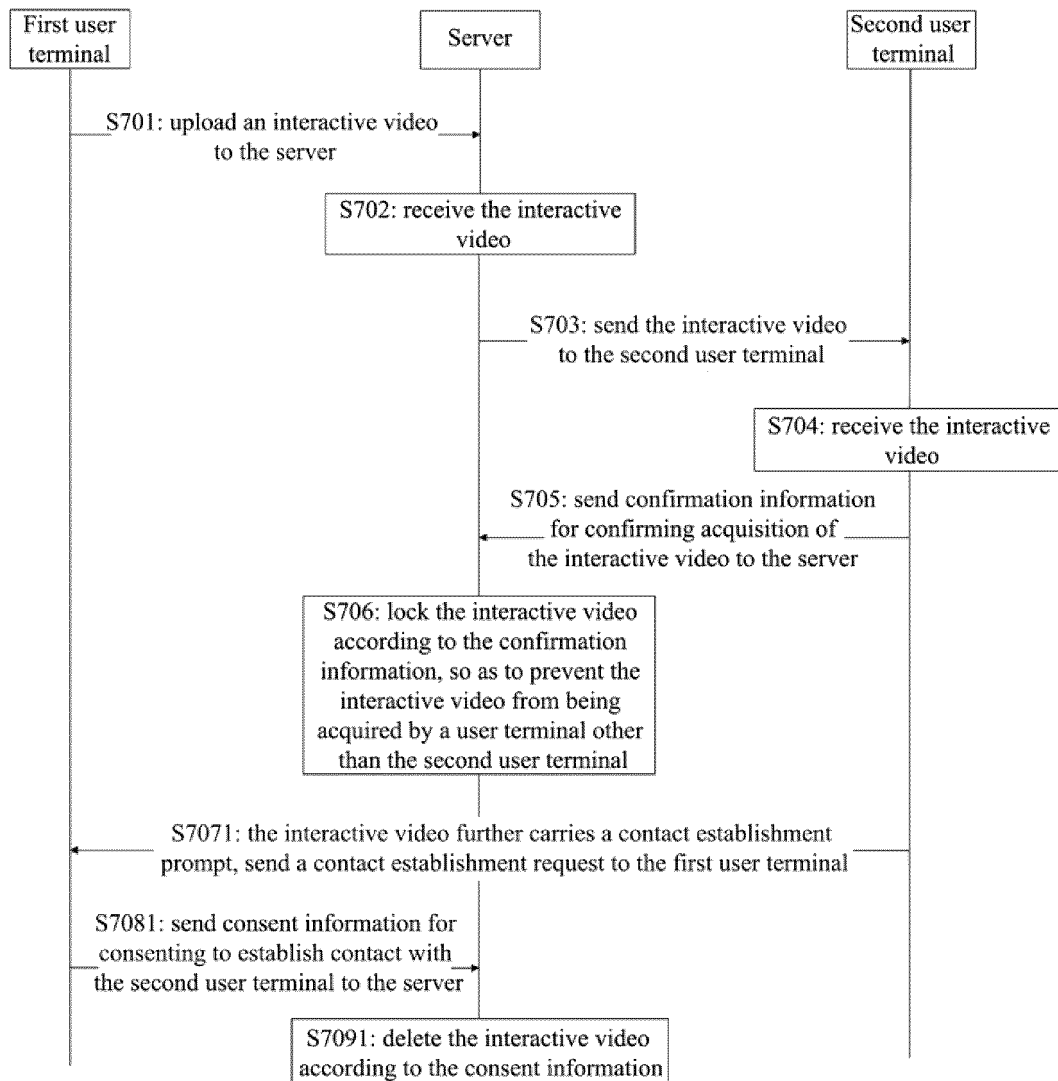 First user
terminal
Server
Second user
terminal
S701: upload an interactive video
to the server
S702: receive the interactive
video
S703: send the interactive video
to the second user terminal
S704: receive the interactive
video
S705: send confirmation information
for confirming acquisition of
the interactive video to the server
S706: lock the interactive video
according to the confirmation
information, so as to prevent the
interactive video from being
acquired by a user terminal other
than the second user terminal
S7071: the interactive video further carries a contact establishment
prompt, send a contact establishment request to the first user terminal
S7081: send consent information for
consenting to establish contact with
the second user terminal to the server
S7091: delete the interactive video
according to the consent information